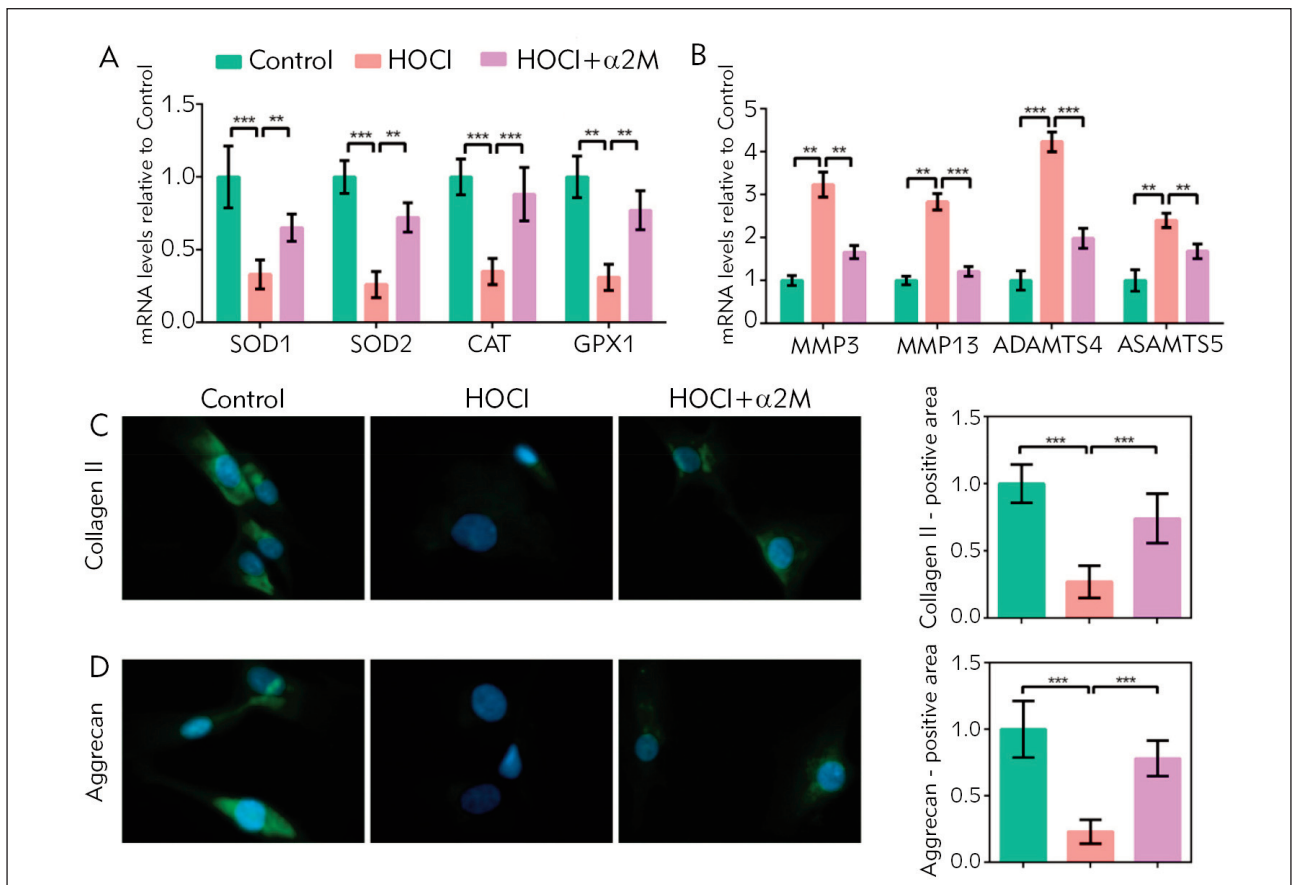 A
Control HOCl HOCl+α2M
mRNA levels relative to Control
1.5
1.0
0.5
0.0
*** ** *** ** *** *** ** **
SOD1 SOD2 CAT GPX1
B
mRNA levels relative to Control
5
4
3
2
1
0
** ** ** *** *** *** ** **
MMP3 MMP13 ADAMTS4 ASAMTS5
Control HOCl HOCl+α2M
C
Collagen II
Collagen II - positive area
1.5
1.0
0.5
0.0
*** ***
D
Aggrecan
Aggrecan - positive area
1.5
1.0
0.5
0.0
*** ***